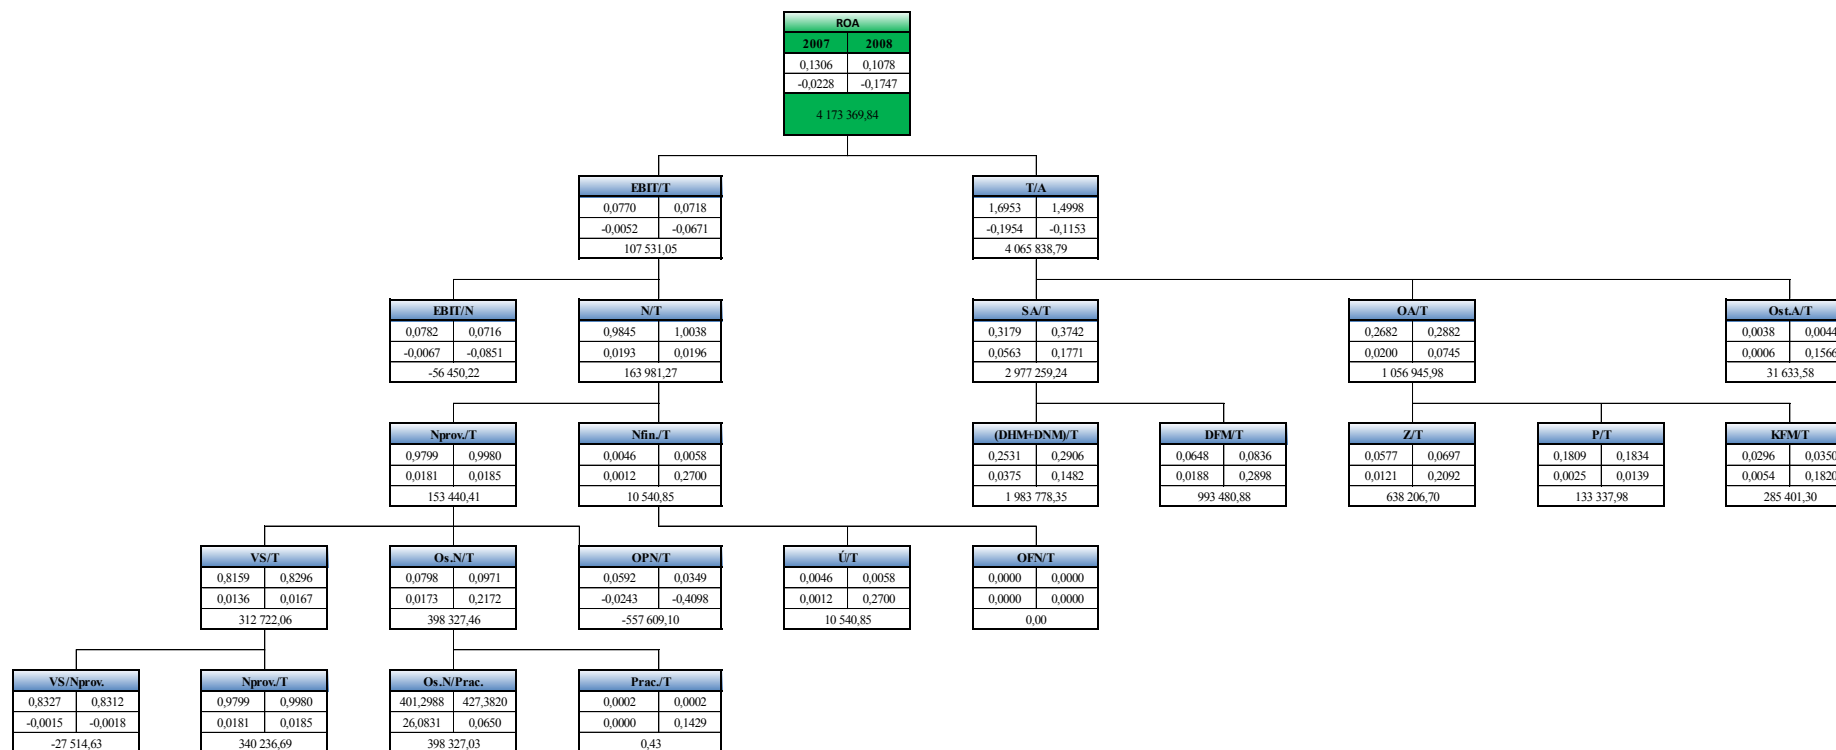 ROA
2007 2008
0,1306 0,1078
-0,0228 -0,1747
4 173 369,84
EBIT/T
0,0770 0,0718
-0,0052 -0,0671
107 531,05
T/A
1,6953 1,4998
-0,1954 -0,1153
4 065 838,79
EBIT/N
0,0782 0,0716
-0,0067 -0,0851
-56 450,22
N/T
0,9845 1,0038
0,0193 0,0196
163 981,27
SA/T
0,3179 0,3742
0,0563 0,1771
2 977 259,24
OA/T
0,2682 0,2882
0,0200 0,0745
1 056 945,98
Ost.A/T
0,0038 0,0044
0,0006 0,1566
31 633,58
Nprov./T
0,9799 0,9980
0,0181 0,0185
153 440,41
Nfin./T
0,0046 0,0058
0,0012 0,2700
10 540,85
(DHM+DNM)/T
0,2531 0,2906
0,0375 0,1482
1 983 778,35
DFM/T
0,0648 0,0836
0,0188 0,2898
993 480,88
Z/T
0,0577 0,0697
0,0121 0,2092
638 206,70
P/T
0,1809 0,1834
0,0025 0,0139
133 337,98
KFM/T
0,0296 0,0350
0,0054 0,1820
285 401,30
VS/T
0,8159 0,8296
0,0136 0,0167
312 722,06
Os.N/T
0,0798 0,0971
0,0173 0,2172
398 327,46
OPN/T
0,0592 0,0349
-0,0243 -0,4098
-557 609,10
Ú/T
0,0046 0,0058
0,0012 0,2700
10 540,85
OFN/T
0,0000 0,0000
0,0000 0,0000
0,00
VS/Nprov.
0,8327 0,8312
-0,0015 -0,0018
-27 514,63
Nprov./T
0,9799 0,9980
0,0181 0,0185
340 236,69
Os.N/Prac.
401,2988 427,3820
26,0831 0,0650
398 327,03
Prac./T
0,0002 0,0002
0,0000 0,1429
0,43